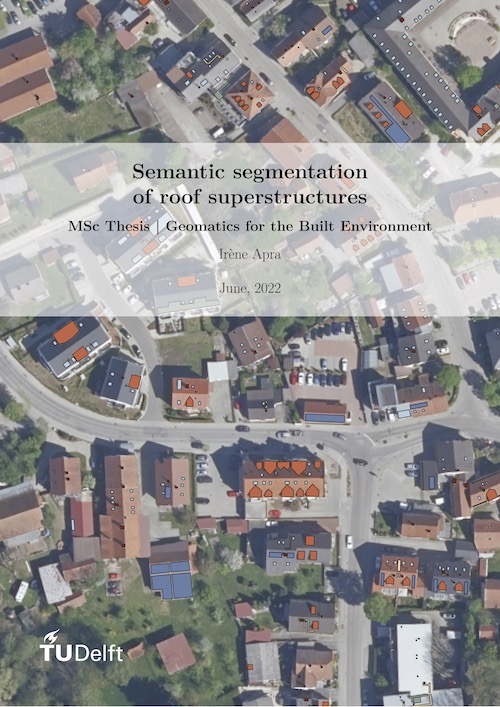 Semantic segmentation
of roof superstructures
MSc Thesis | Geomatics for the Built Environment
Irène Apra
June, 2022
TUDelft